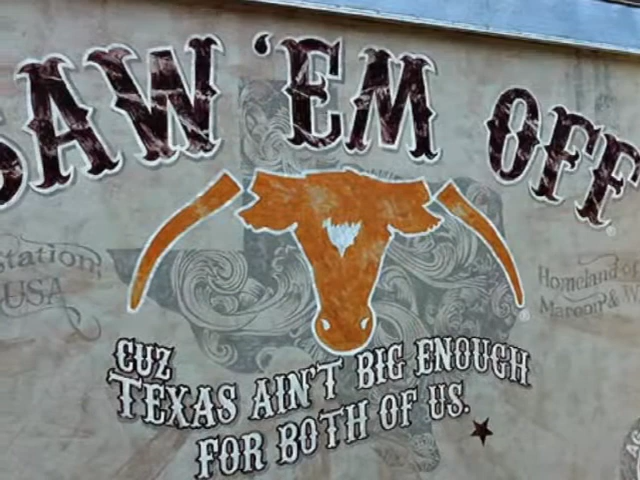 SAW 'EM OFF
Station,
USA
Homeland of
Maroon & W
CUZ
TEXAS AIN'T BIG ENOUGH
FOR BOTH OF US.